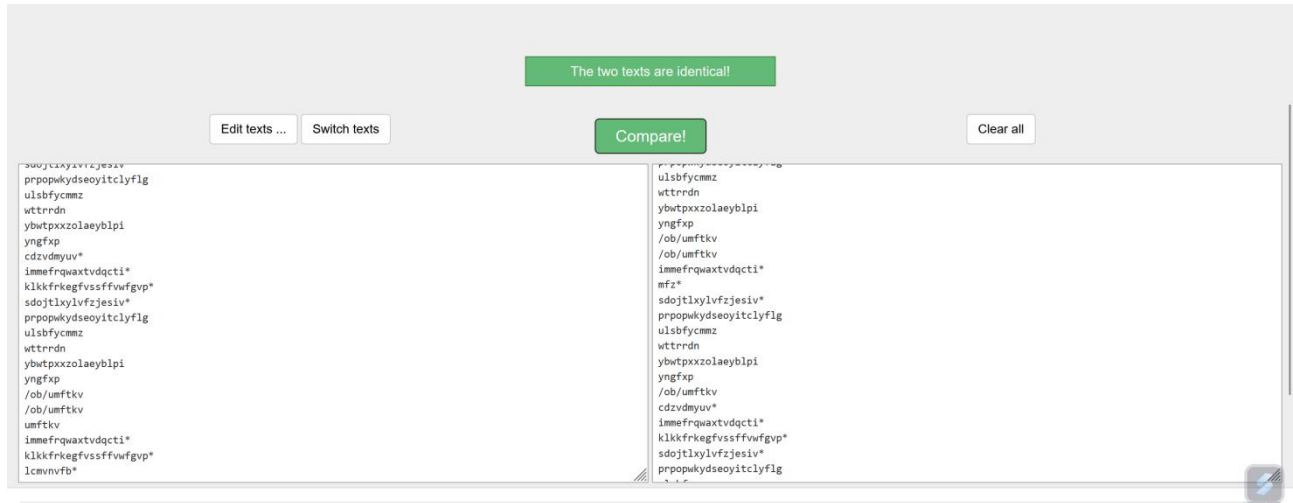 The two texts are identical!
Edit texts ...
Switch texts
Compare!
Clear all
sdojtlxylvfzjesiv
prpopwkydseoyitclyflg
ulsbfycmmz
wttrrdn
ybwtpxxzolaeyblpi
yngfxp
cdzvdmyuv*
immefrqwaxtvdqcti*
klkkfrkegfvssffvwfgvp*
sdojtlxylvfzjesiv*
prpopwkydseoyitclyflg
ulsbfycmmz
wttrrdn
ybwtpxxzolaeyblpi
yngfxp
/ob/umftkv
/ob/umftkv
umftkv
immefrqwaxtvdqcti*
klkkfrkegfvssffvwfgvp*
lcmvnvfb*
prpopwkydseoyitclyflg
ulsbfycmmz
wttrrdn
ybwtpxxzolaeyblpi
yngfxp
/ob/umftkv
/ob/umftkv
immefrqwaxtvdqcti*
mfz*
sdojtlxylvfzjesiv*
prpopwkydseoyitclyflg
ulsbfycmmz
wttrrdn
ybwtpxxzolaeyblpi
yngfxp
/ob/umftkv
cdzvdmyuv*
immefrqwaxtvdqcti*
klkkfrkegfvssffvwfgvp*
sdojtlxylvfzjesiv*
prpopwkydseoyitclyflg